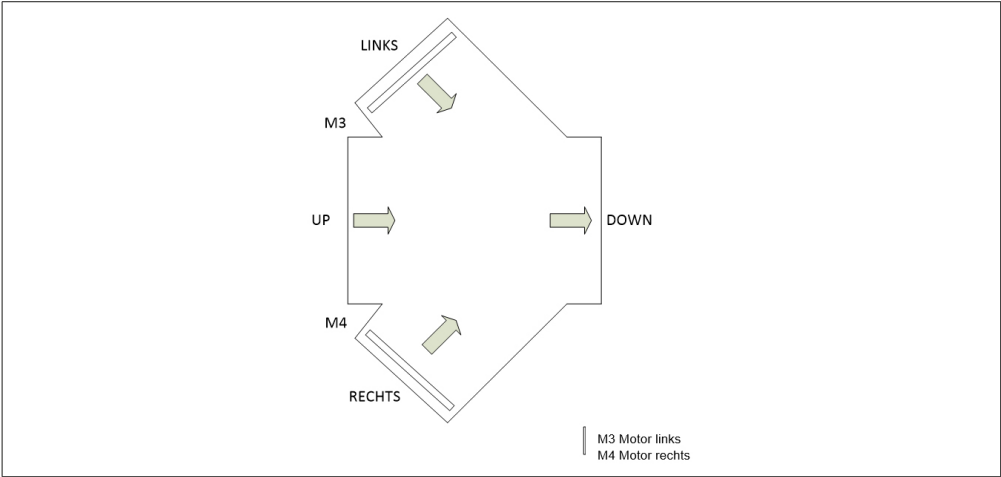 LINKS
M3
UP
DOWN
M4
RECHTS
M3 Motor links
M4 Motor rechts